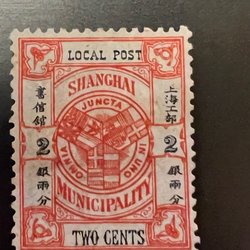 LOCAL POST
SHANGHAI
JUNCTA
IN UNO
OMNIA
書信館
上海工部
2
2
銀兩分
銀兩分
MUNICIPALITY
TWO CENTS